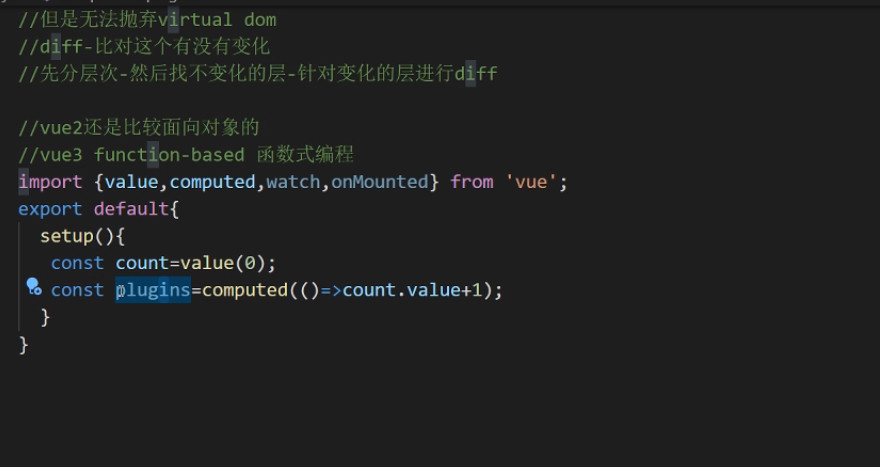 //但是无法抛弃virtual dom
//diff-比对这个有没有变化
//先分层次-然后找不变化的层-针对变化的层进行diff
//vue2还是比较面向对象的
//vue3 function-based 函数式编程
import {value,computed,watch,onMounted} from 'vue';
export default{
setup(){
const count=value(0);
const plugins=computed(()=>count.value+1);
}
}